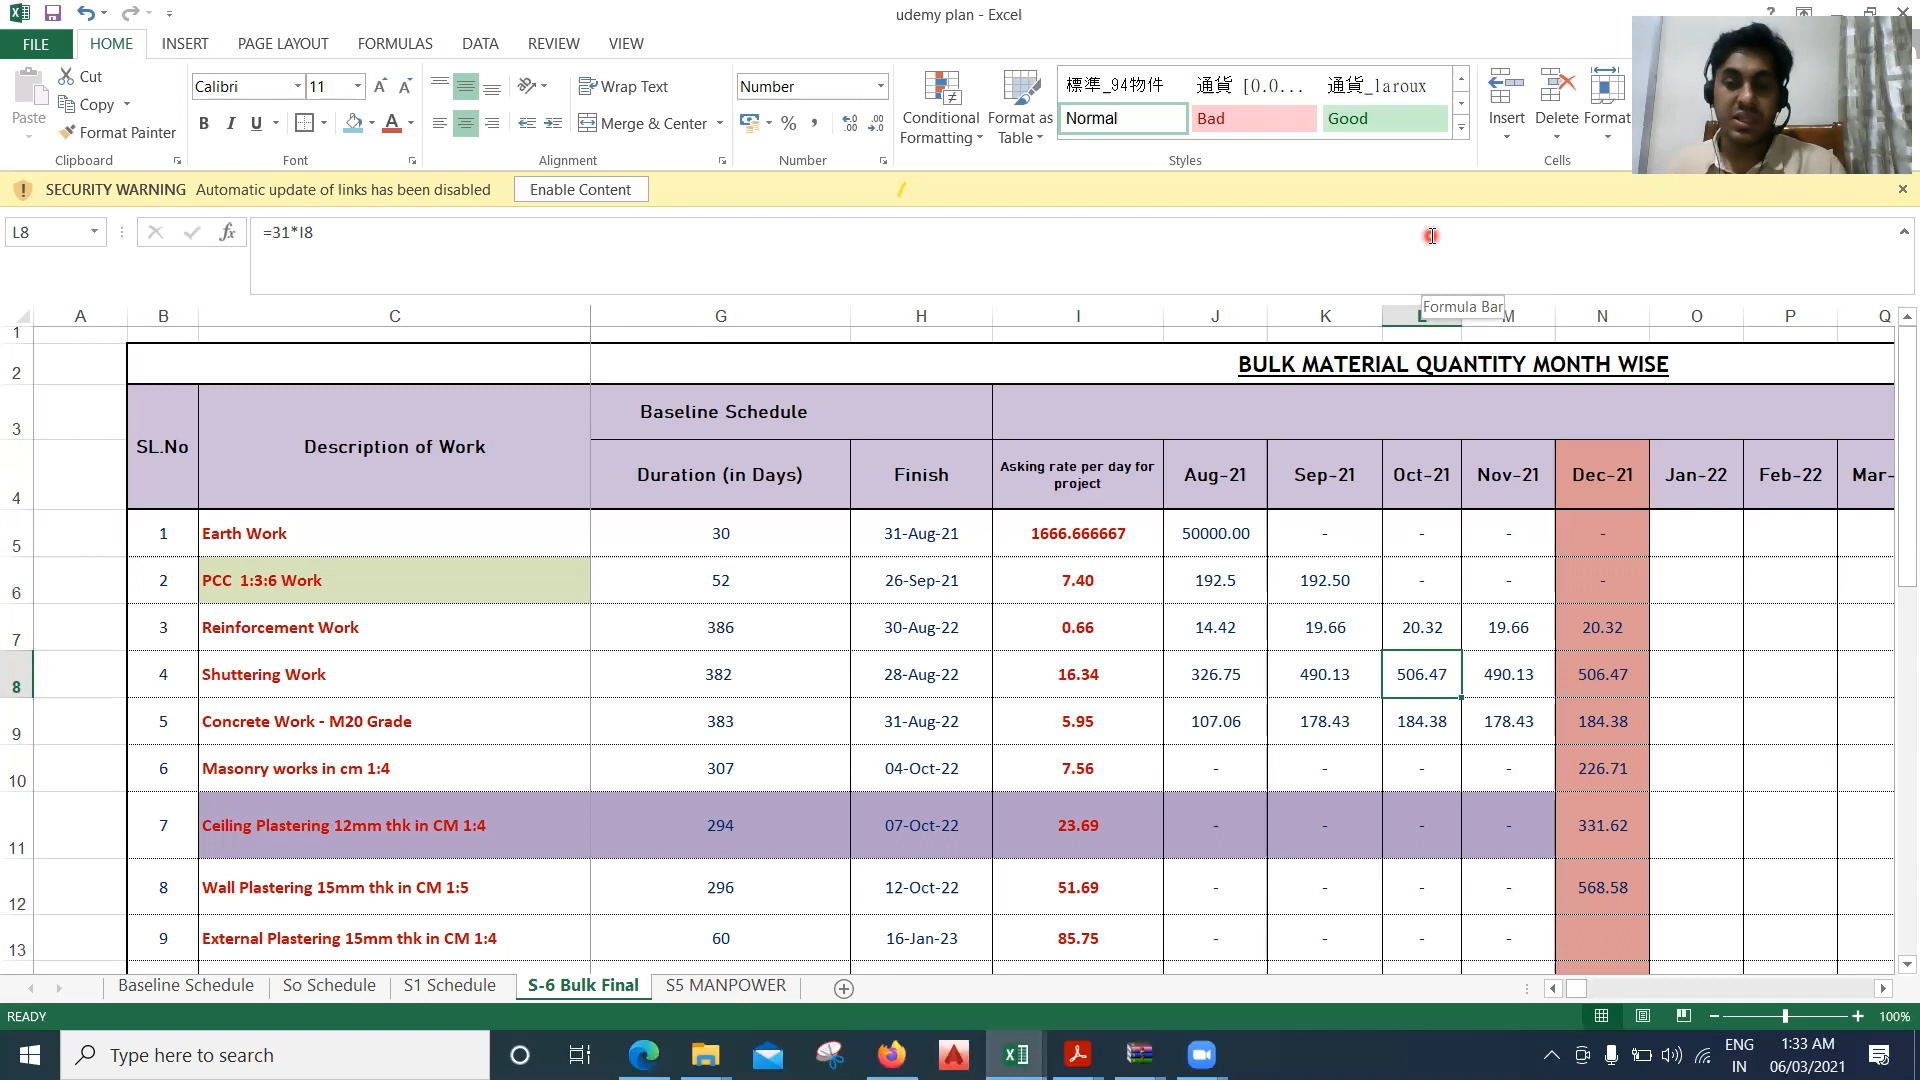 udemy plan - Excel
FILE HOME INSERT PAGE LAYOUT FORMULAS DATA REVIEW VIEW
Cut
Copy
Format Painter
Paste
Clipboard
Calibri 11
B I U
Font
Wrap Text
Merge & Center
Alignment
Number
Number
Conditional Formatting
Format as Table
標準_94物件 通貨 [0.0... 通貨_laroux
Normal Bad Good
Styles
Insert Delete Format
Cells
SECURITY WARNING Automatic update of links has been disabled Enable Content
L8 fx =31*I8
Formula Bar
A B C G H I J K L M N O P Q
1
2 BULK MATERIAL QUANTITY MONTH WISE
3 SL.No Description of Work Baseline Schedule
4 Duration (in Days) Finish Asking rate per day for project Aug-21 Sep-21 Oct-21 Nov-21 Dec-21 Jan-22 Feb-22 Mar-
5 1 Earth Work 30 31-Aug-21 1666.666667 50000.00 - - - -
6 2 PCC 1:3:6 Work 52 26-Sep-21 7.40 192.5 192.50 - - -
7 3 Reinforcement Work 386 30-Aug-22 0.66 14.42 19.66 20.32 19.66 20.32
8 4 Shuttering Work 382 28-Aug-22 16.34 326.75 490.13 506.47 490.13 506.47
9 5 Concrete Work - M20 Grade 383 31-Aug-22 5.95 107.06 178.43 184.38 178.43 184.38
10 6 Masonry works in cm 1:4 307 04-Oct-22 7.56 - - - - 226.71
11 7 Ceiling Plastering 12mm thk in CM 1:4 294 07-Oct-22 23.69 - - - - 331.62
12 8 Wall Plastering 15mm thk in CM 1:5 296 12-Oct-22 51.69 - - - - 568.58
13 9 External Plastering 15mm thk in CM 1:4 60 16-Jan-23 85.75 - - - -
Baseline Schedule So Schedule S1 Schedule S-6 Bulk Final S5 MANPOWER
READY 100%
Type here to search
ENG
IN
1:33 AM
06/03/2021